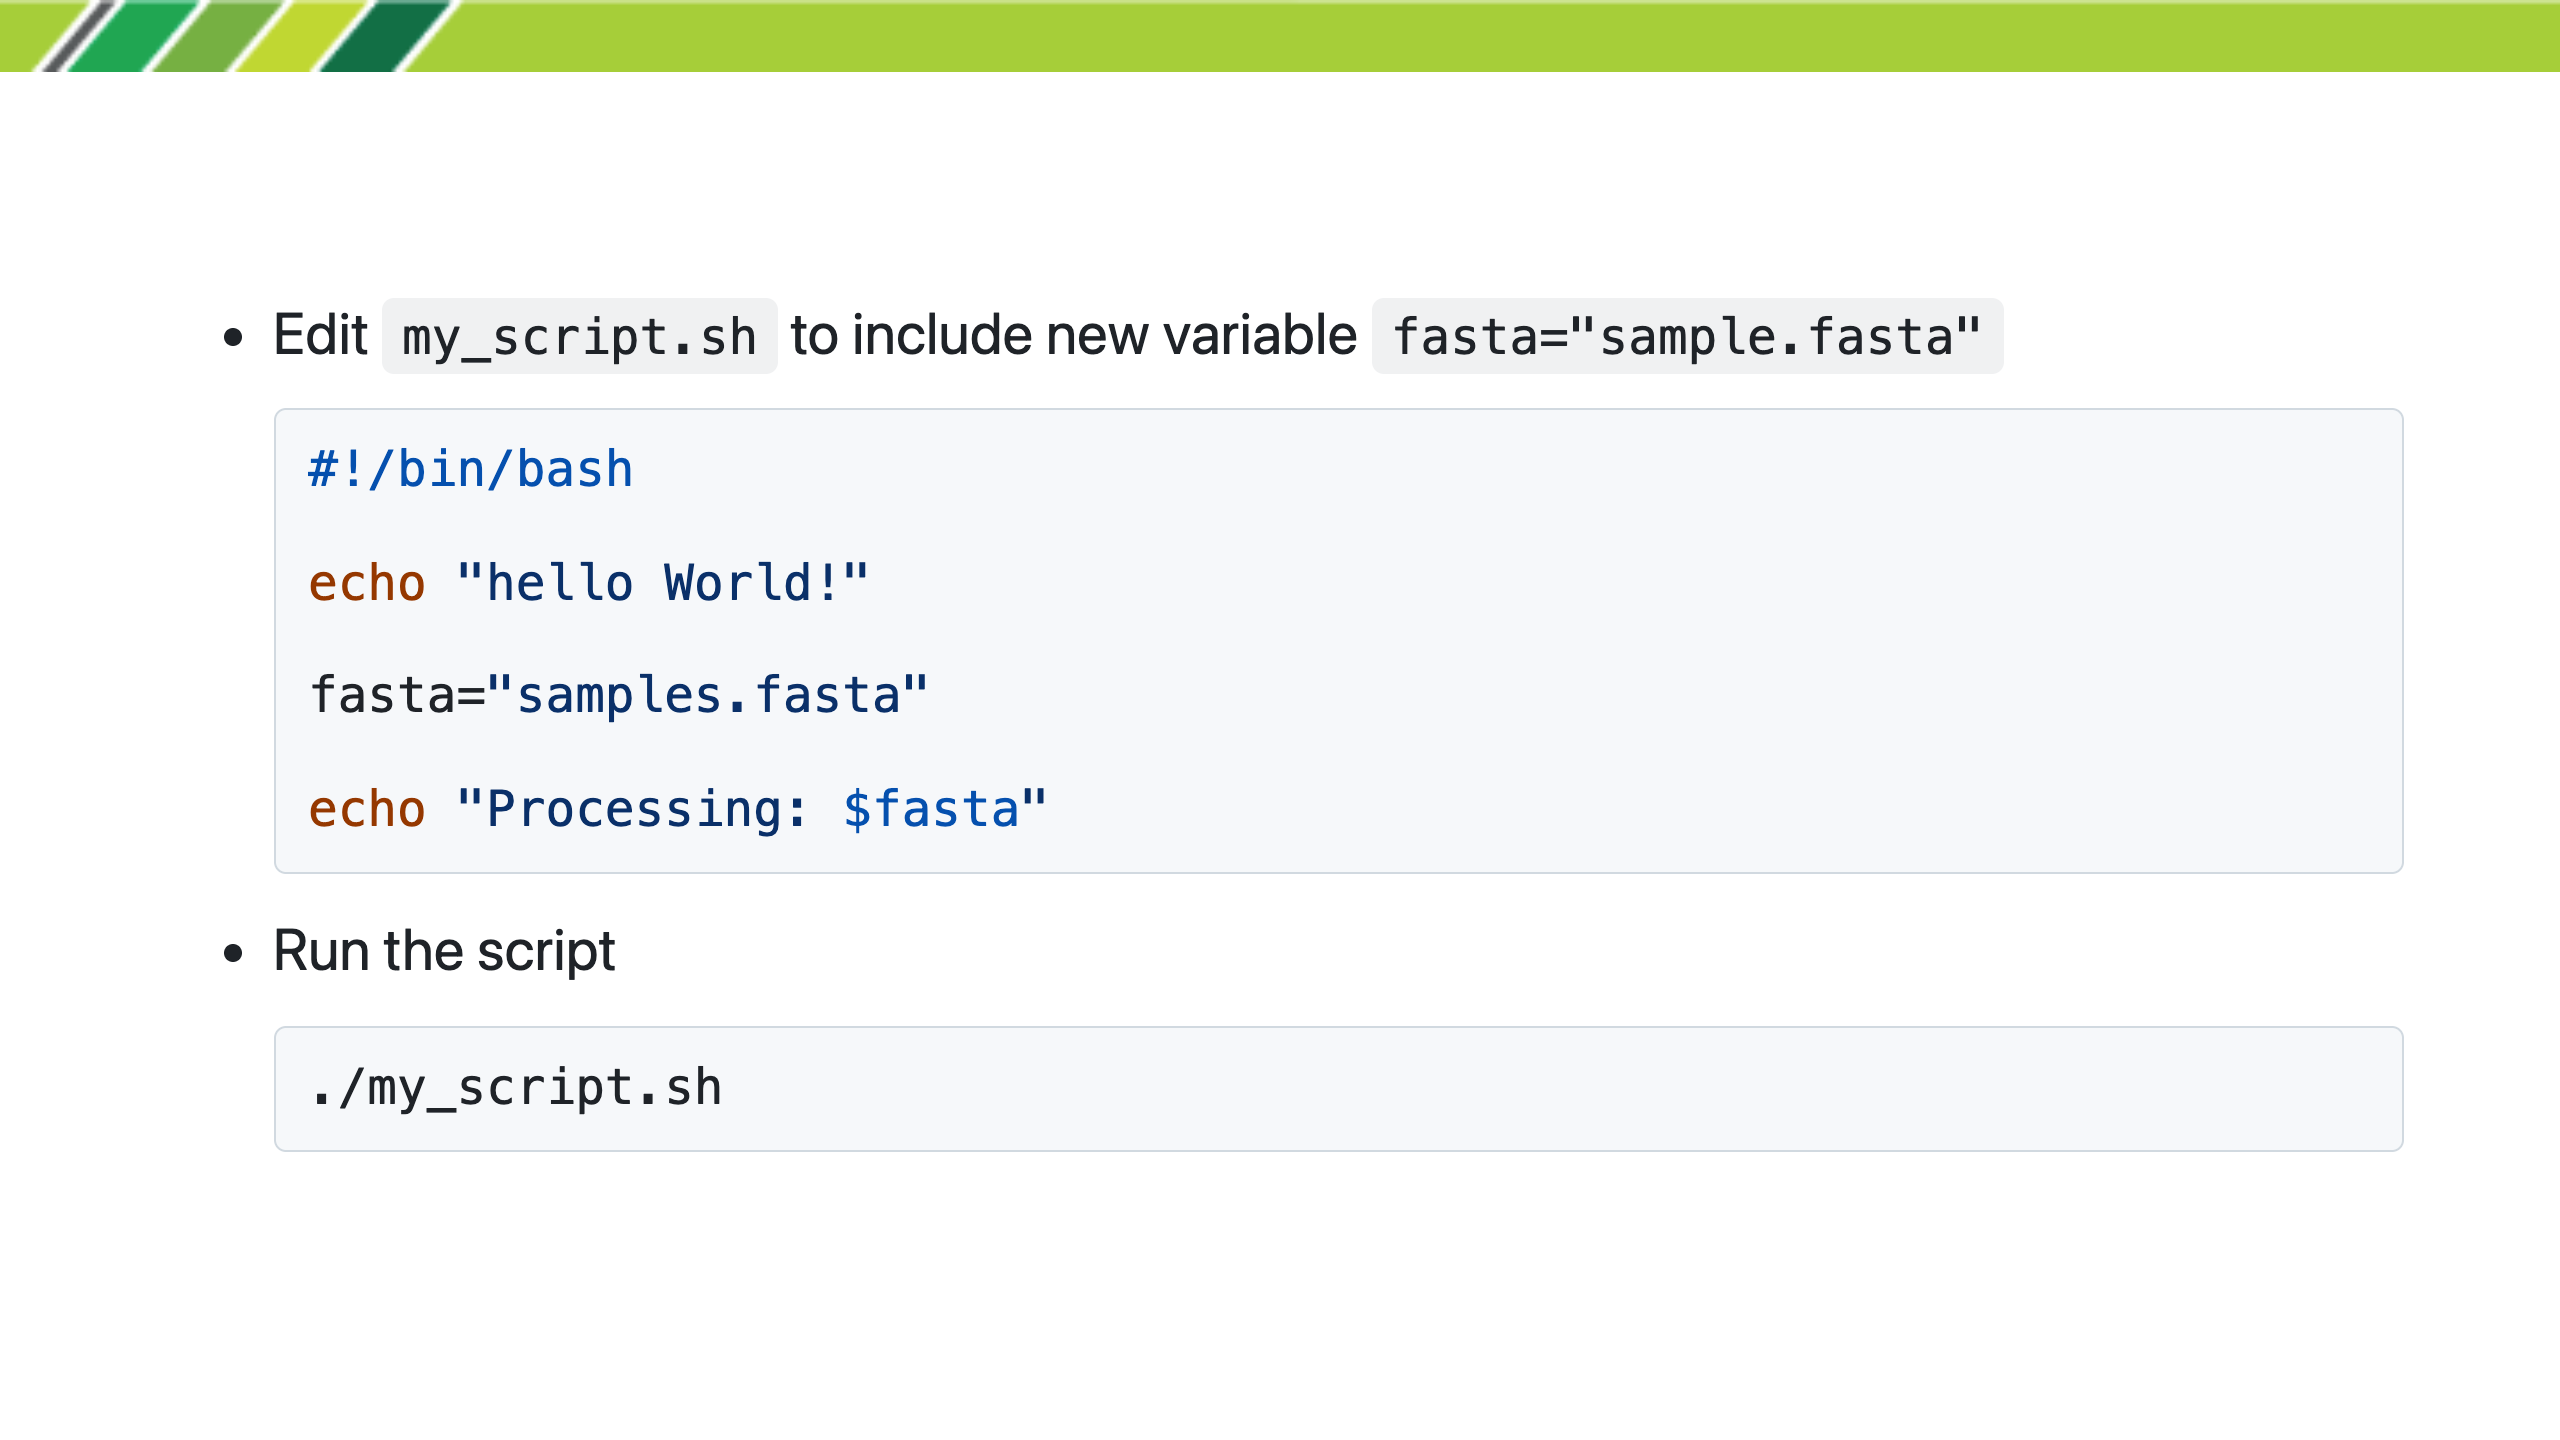 • Edit my_script.sh to include new variable fasta="sample.fasta"
#!/bin/bash
echo "hello World!"
fasta="samples.fasta"
echo "Processing: $fasta"
• Run the script
./my_script.sh